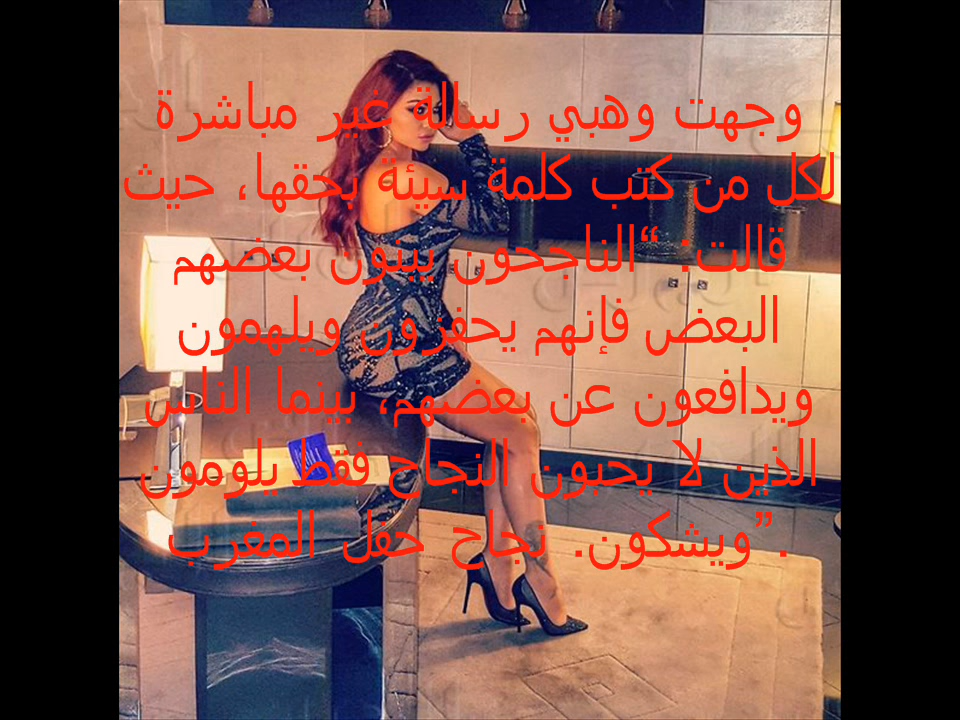 وجهت وهبي رسالة غير مباشرة
لكل من كتب كلمة سيئة بحقها، حيث
قالت: “الناجحون يبنون بعضهم
البعض فإنهم يحفزون ويلهمون
ويدافعون عن بعضهم، بينما الناس
الذين لا يحبون النجاح فقط يلومون
ويشكون. نجاح حفل المغرب”.